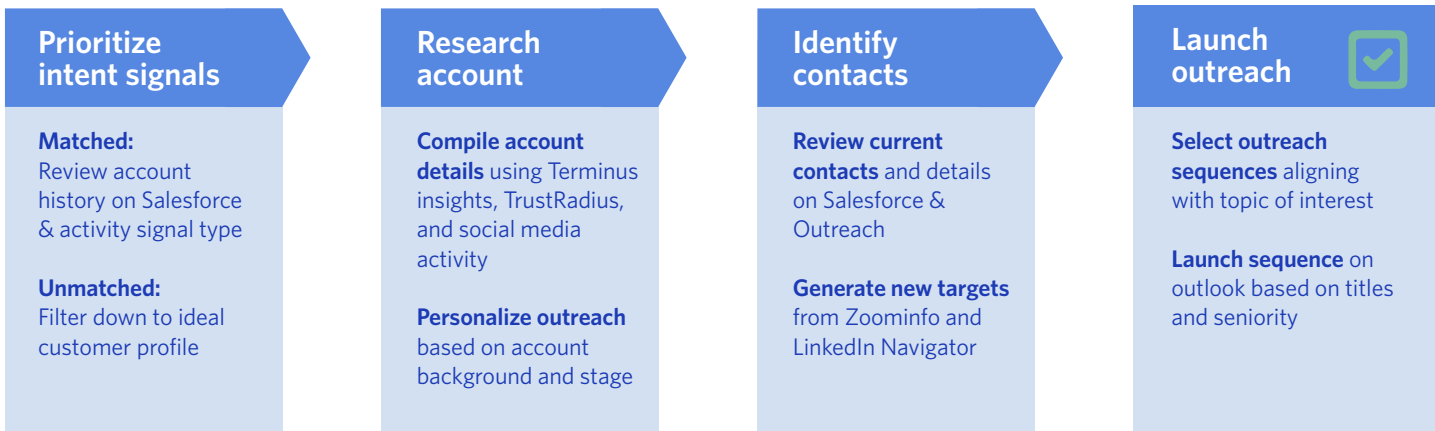 Prioritize
intent signals
Matched:
Review account
history on Salesforce
& activity signal type
Unmatched:
Filter down to ideal
customer profile
Research
account
Compile account
details using Terminus
insights, TrustRadius,
and social media
activity
Personalize outreach
based on account
background and stage
Identify
contacts
Review current
contacts and details
on Salesforce &
Outreach
Generate new targets
from Zoominfo and
LinkedIn Navigator
Launch
outreach
Select outreach
sequences aligning
with topic of interest
Launch sequence on
outlook based on titles
and seniority